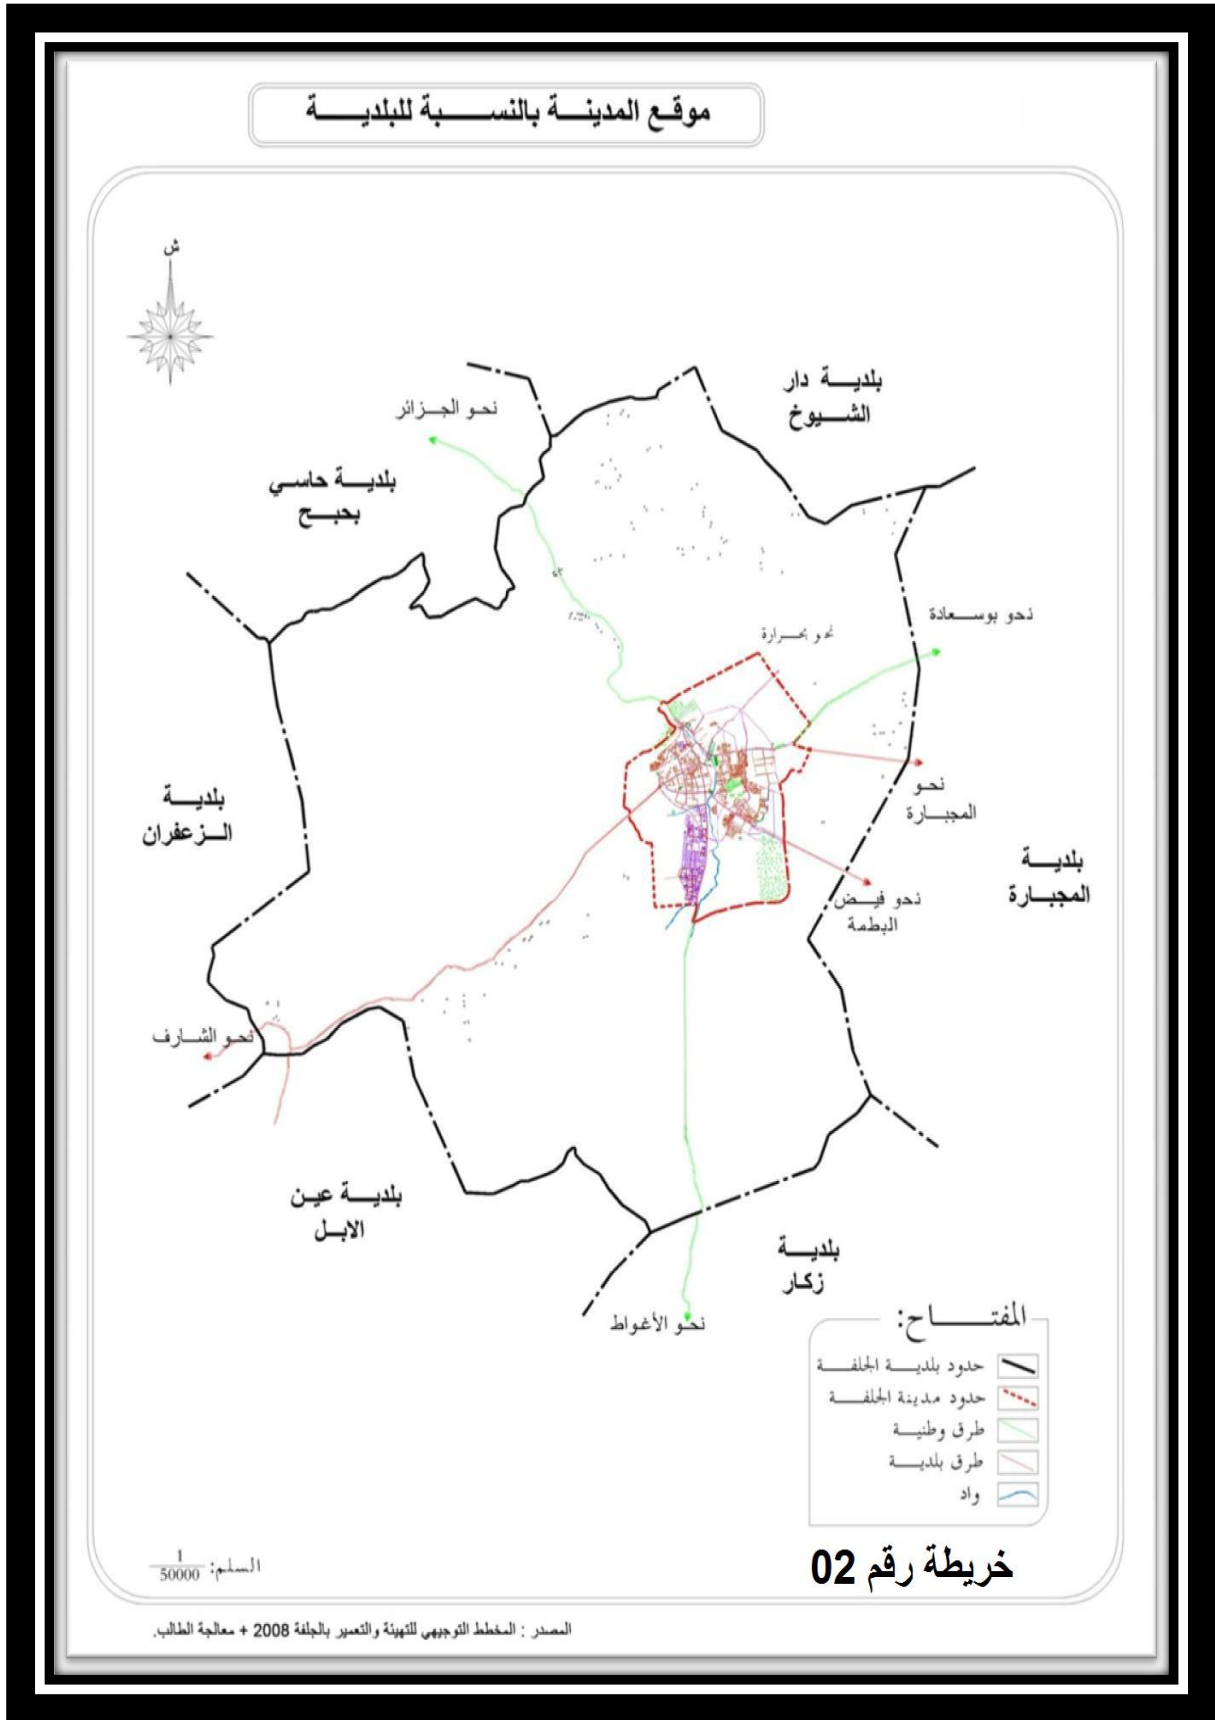 موقع المدينة بالنسبة للبلدية
ش
بلدية دار
الشيوخ
نحو الجزائر
بلدية حاسي
بحبح
نحو بوسعادة
نحو بحرارة
نحو
المجبارة
بلدية
الزعفران
بلدية
المجبارة
نحو فيض
البطمة
نحو الشارف
بلدية عين
الابل
بلدية
زكار
نحو الأغواط
المفتاح:
حدود بلدية الجلفة
حدود مدينة الجلفة
طرق وطنية
طرق بلدية
واد
خريطة رقم 02
السلم: 1/50000
المصدر : المخطط التوجيهي للتهيئة والتعمير بالجلفة 2008 + معالجة الطالب.